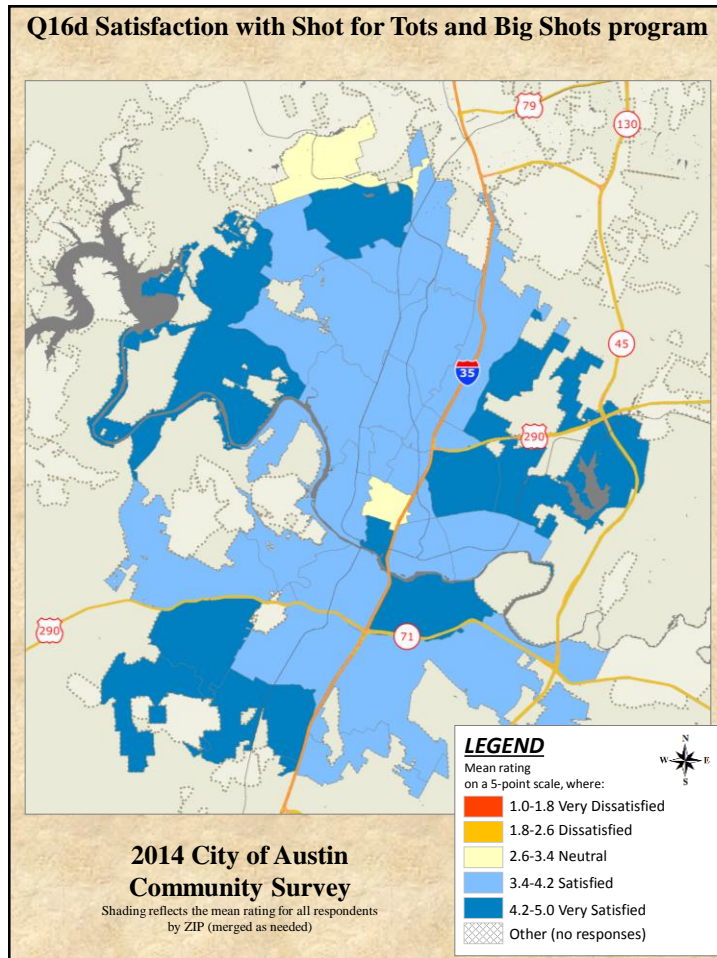 Q16d Satisfaction with Shot for Tots and Big Shots program
79
130
45
35
290
290
71
LEGEND
Mean rating
on a 5-point scale, where:
N
W E
S
1.0-1.8 Very Dissatisfied
1.8-2.6 Dissatisfied
2.6-3.4 Neutral
3.4-4.2 Satisfied
4.2-5.0 Very Satisfied
Other (no responses)
2014 City of Austin
Community Survey
Shading reflects the mean rating for all respondents
by ZIP (merged as needed)